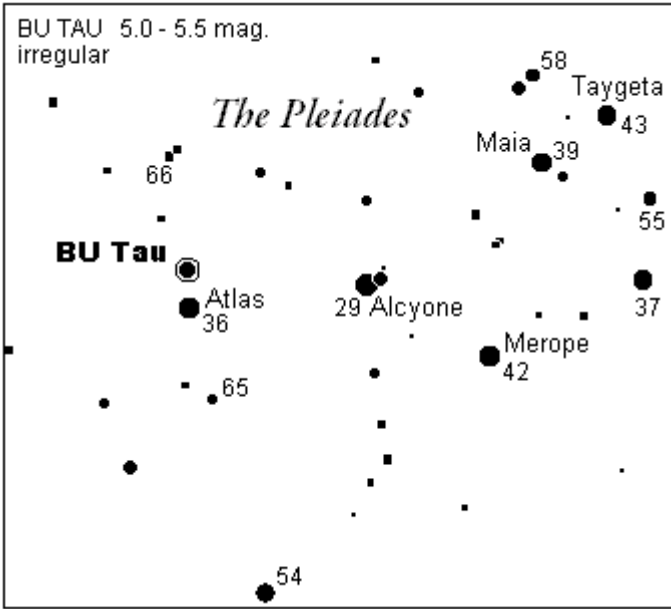 BU TAU 5.0 - 5.5 mag.
irregular
58
The Pleiades
Taygeta
43
Maia 39
66
55
BU Tau
Atlas
36
29 Alcyone
37
Merope
42
65
54